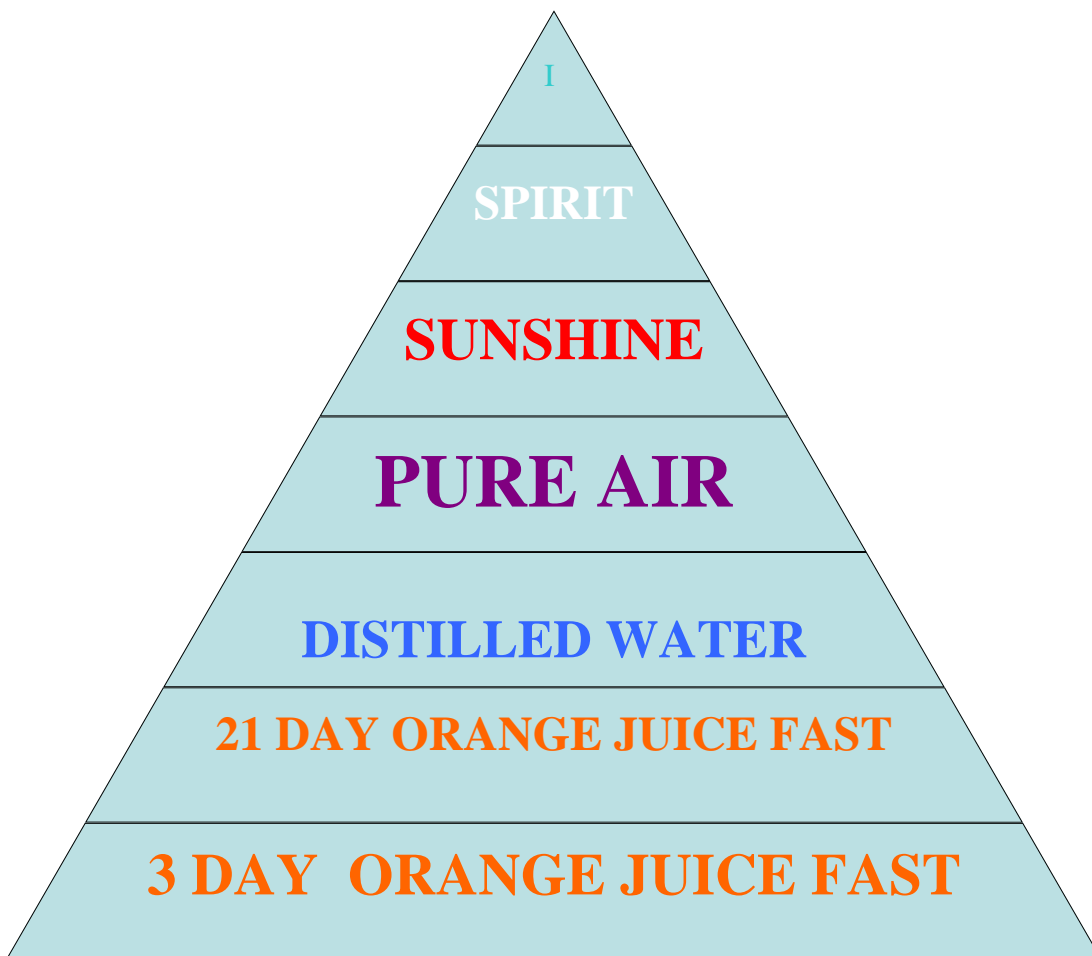 I
SPIRIT
SUNSHINE
PURE AIR
DISTILLED WATER
21 DAY ORANGE JUICE FAST
3 DAY  ORANGE JUICE FAST